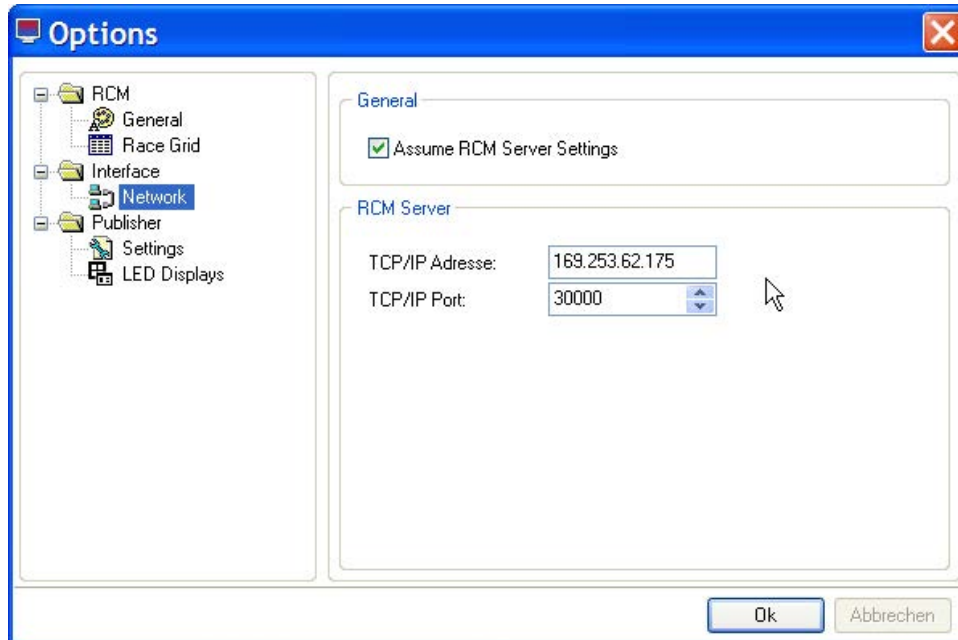 Options
RCM
General
Race Grid
Interface
Network
Publisher
Settings
LED Displays
General
Assume RCM Server Settings
RCM Server
TCP/IP Adresse: 169.253.62.175
TCP/IP Port: 30000
Ok Abbrechen